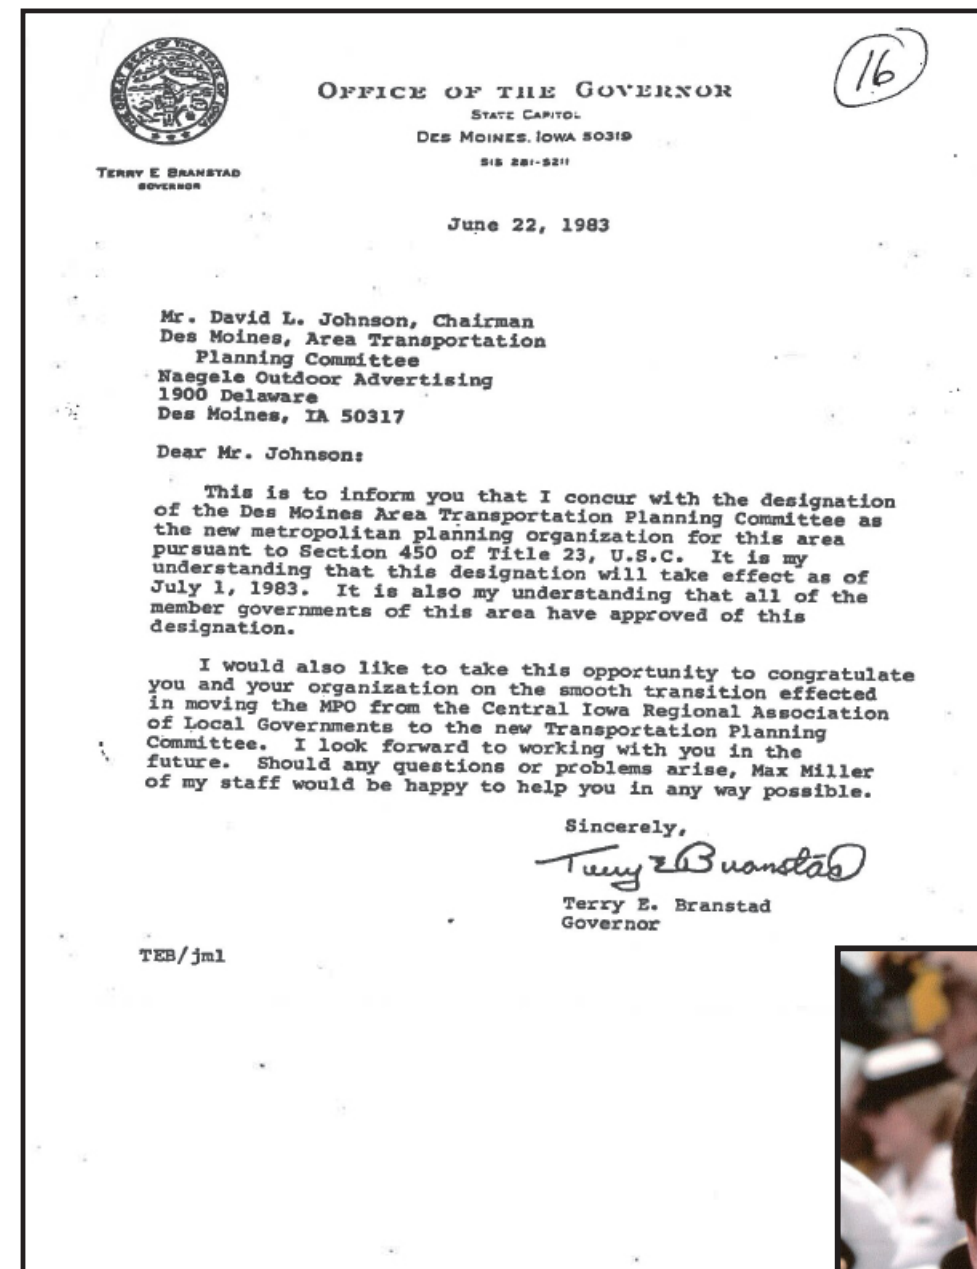 THE GREAT SEAL OF THE STATE OF IOWA
16
OFFICE OF THE GOVERNOR
STATE CAPITOL
DES MOINES, IOWA 50319
515 281-5211
TERRY E BRANSTAD
GOVERNOR
June 22, 1983
Mr. David L. Johnson, Chairman
Des Moines, Area Transportation
Planning Committee
Naegele Outdoor Advertising
1900 Delaware
Des Moines, IA 50317
Dear Mr. Johnson:
This is to inform you that I concur with the designation
of the Des Moines Area Transportation Planning Committee as
the new metropolitan planning organization for this area
pursuant to Section 450 of Title 23, U.S.C. It is my
understanding that this designation will take effect as of
July 1, 1983. It is also my understanding that all of the
member governments of this area have approved of this
designation.
I would also like to take this opportunity to congratulate
you and your organization on the smooth transition effected
in moving the MPO from the Central Iowa Regional Association
of Local Governments to the new Transportation Planning
Committee. I look forward to working with you in the
future. Should any questions or problems arise, Max Miller
of my staff would be happy to help you in any way possible.
Sincerely,
Terry E Branstad
Terry E. Branstad
Governor
TEB/jml